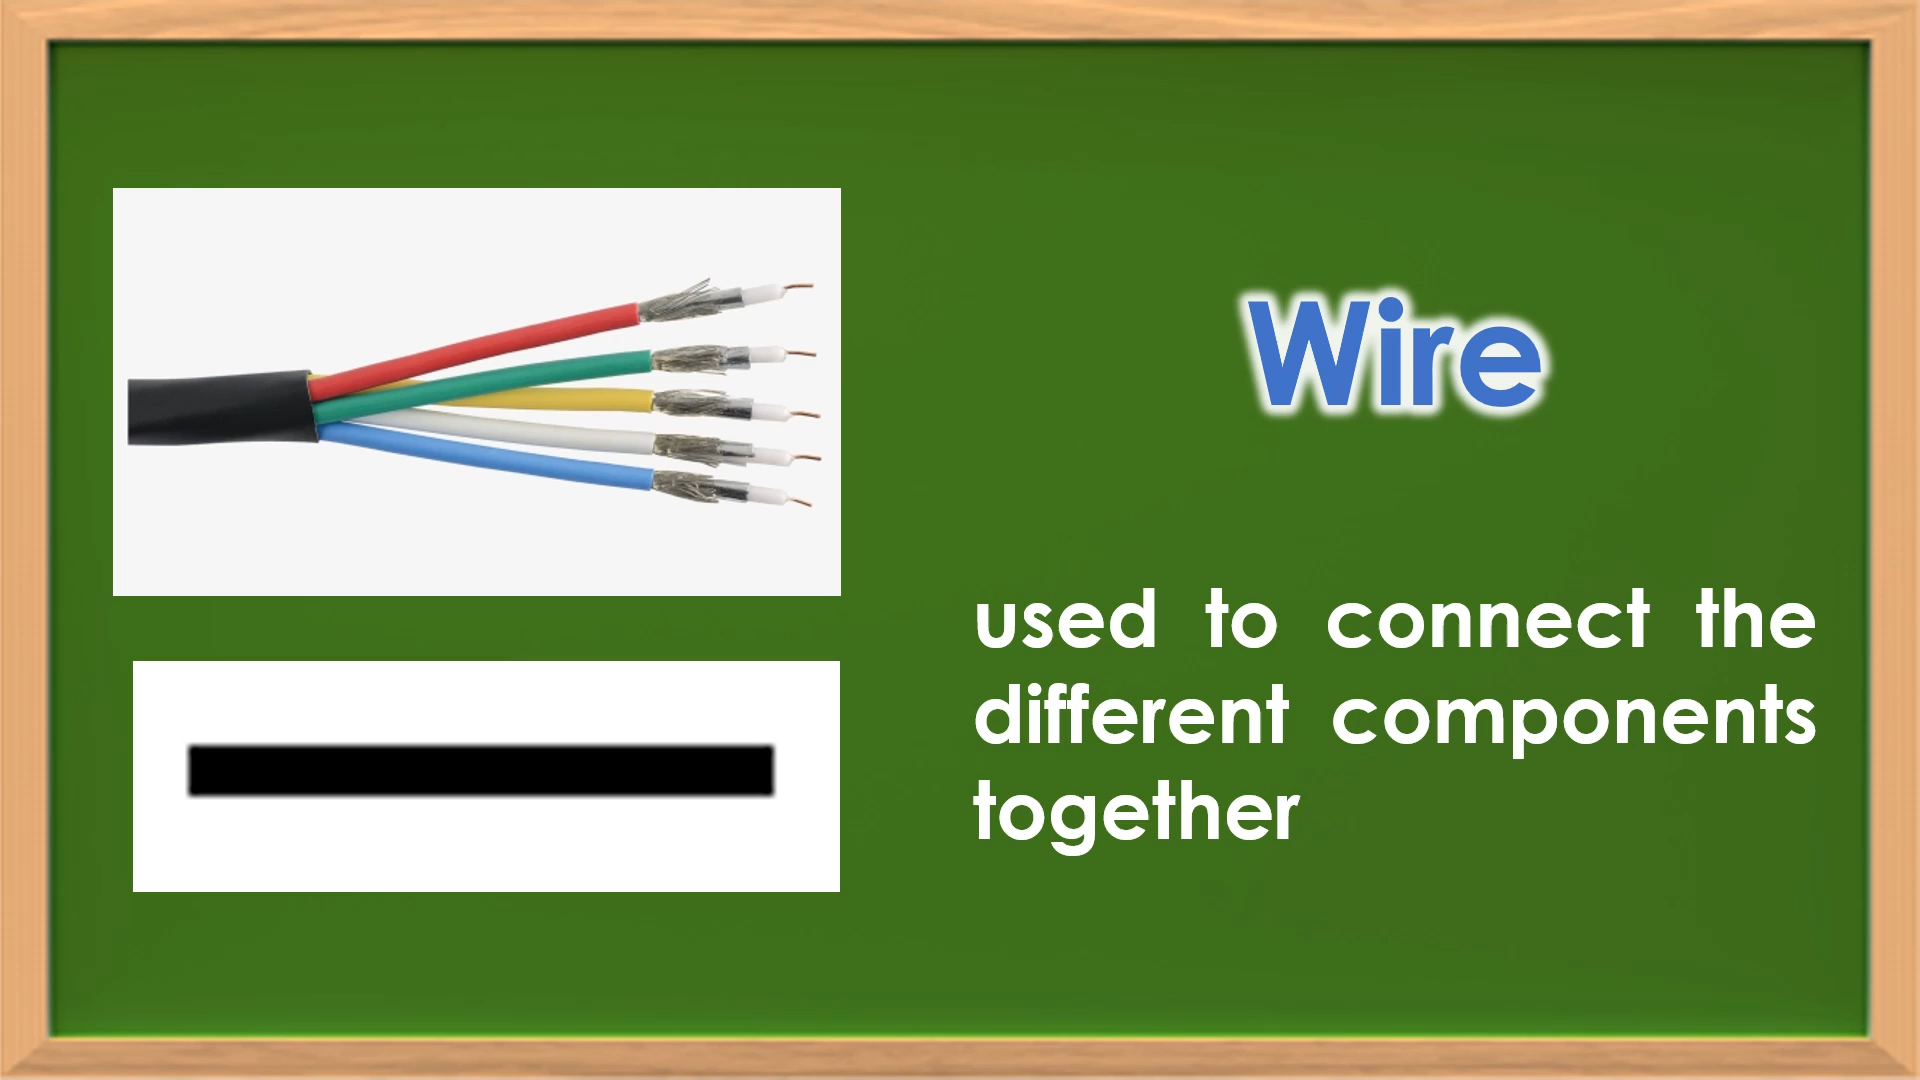 Wire
used to connect the
different components
together